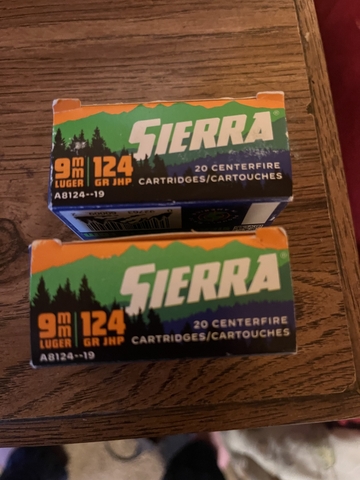 SIERRA
9mm LUGER 124 GR JHP
20 CENTERFIRE
CARTRIDGES/CARTOUCHES
A8124--19
SIERRA
9mm LUGER 124 GR JHP
20 CENTERFIRE
CARTRIDGES/CARTOUCHES
A8124--19